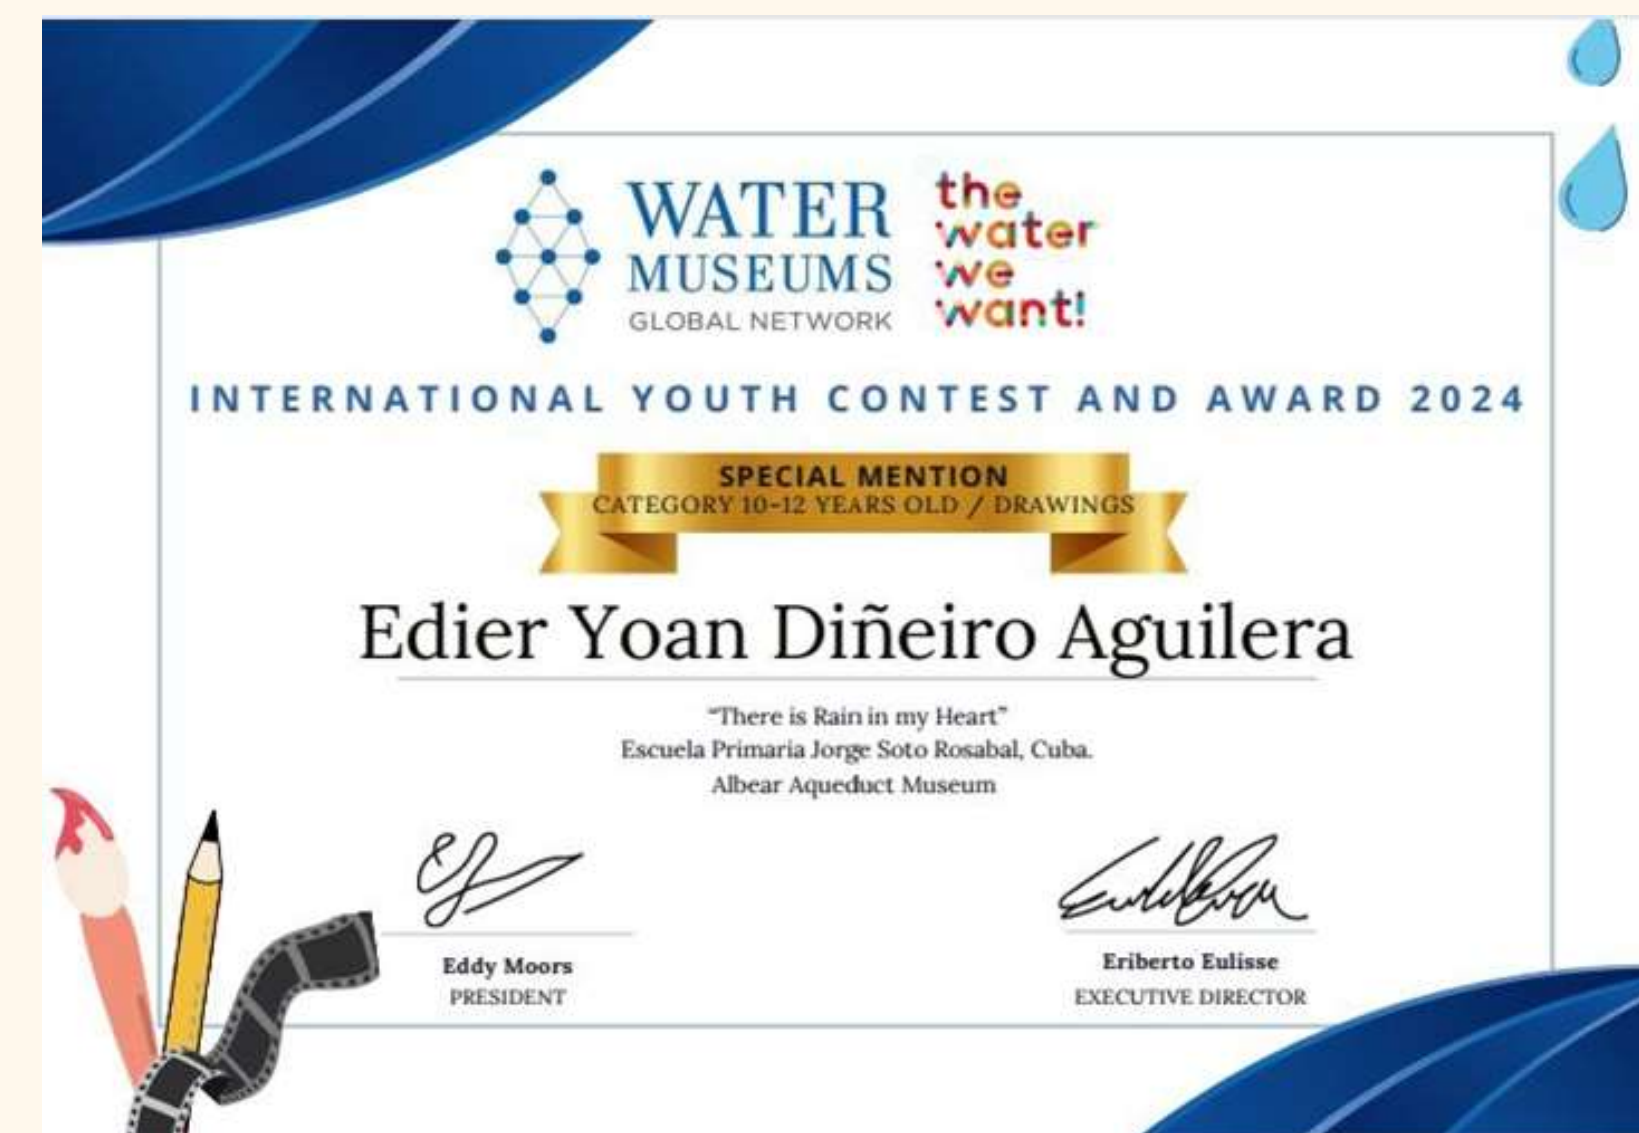 WATER
MUSEUMS
GLOBAL NETWORK
the
water
we
want!
INTERNATIONAL YOUTH CONTEST AND AWARD 2024
SPECIAL MENTION
CATEGORY 10-12 YEARS OLD / DRAWINGS
Edier Yoan Diñeiro Aguilera
"There is Rain in my Heart"
Escuela Primaria Jorge Soto Rosabal, Cuba.
Albear Aqueduct Museum
Eddy Moors
PRESIDENT
Eriberto Eulisse
EXECUTIVE DIRECTOR